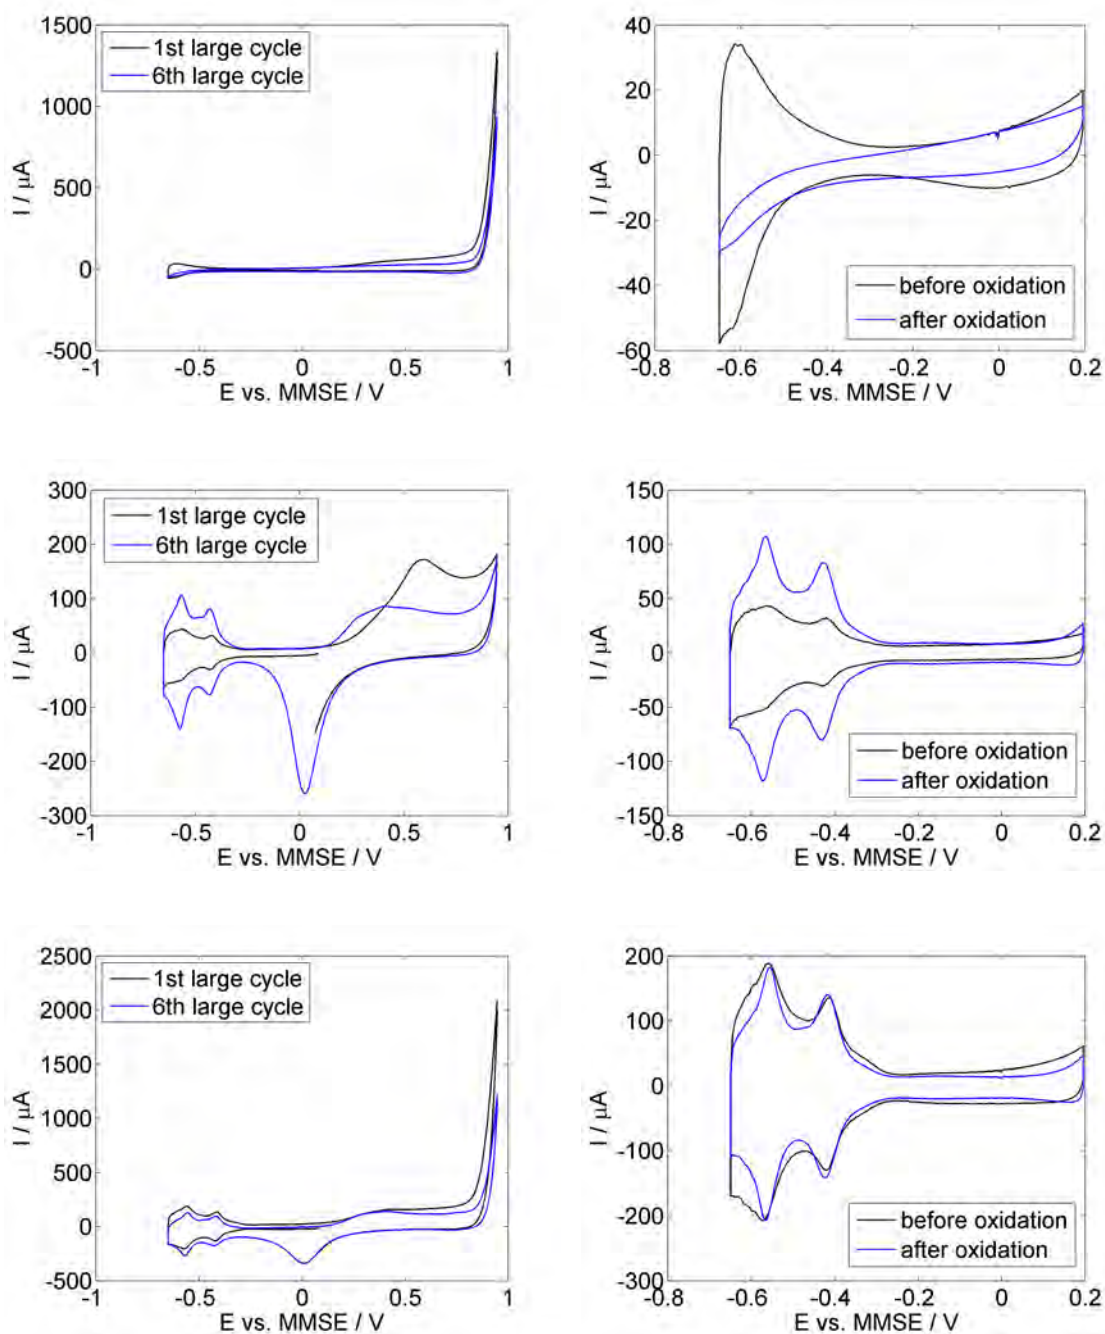 1500
1000
500
0
-500
-1
-0.5
0
0.5
1
I / µA
E vs. MMSE / V
1st large cycle
6th large cycle
40
20
0
-20
-40
-60
-0.8
-0.6
-0.4
-0.2
0
0.2
I / µA
E vs. MMSE / V
before oxidation
after oxidation
300
200
100
0
-100
-200
-300
-1
-0.5
0
0.5
1
I / µA
E vs. MMSE / V
1st large cycle
6th large cycle
150
100
50
0
-50
-100
-150
-0.8
-0.6
-0.4
-0.2
0
0.2
I / µA
E vs. MMSE / V
before oxidation
after oxidation
2500
2000
1500
1000
500
0
-500
-1
-0.5
0
0.5
1
I / µA
E vs. MMSE / V
1st large cycle
6th large cycle
200
100
0
-100
-200
-300
-0.8
-0.6
-0.4
-0.2
0
0.2
I / µA
E vs. MMSE / V
before oxidation
after oxidation